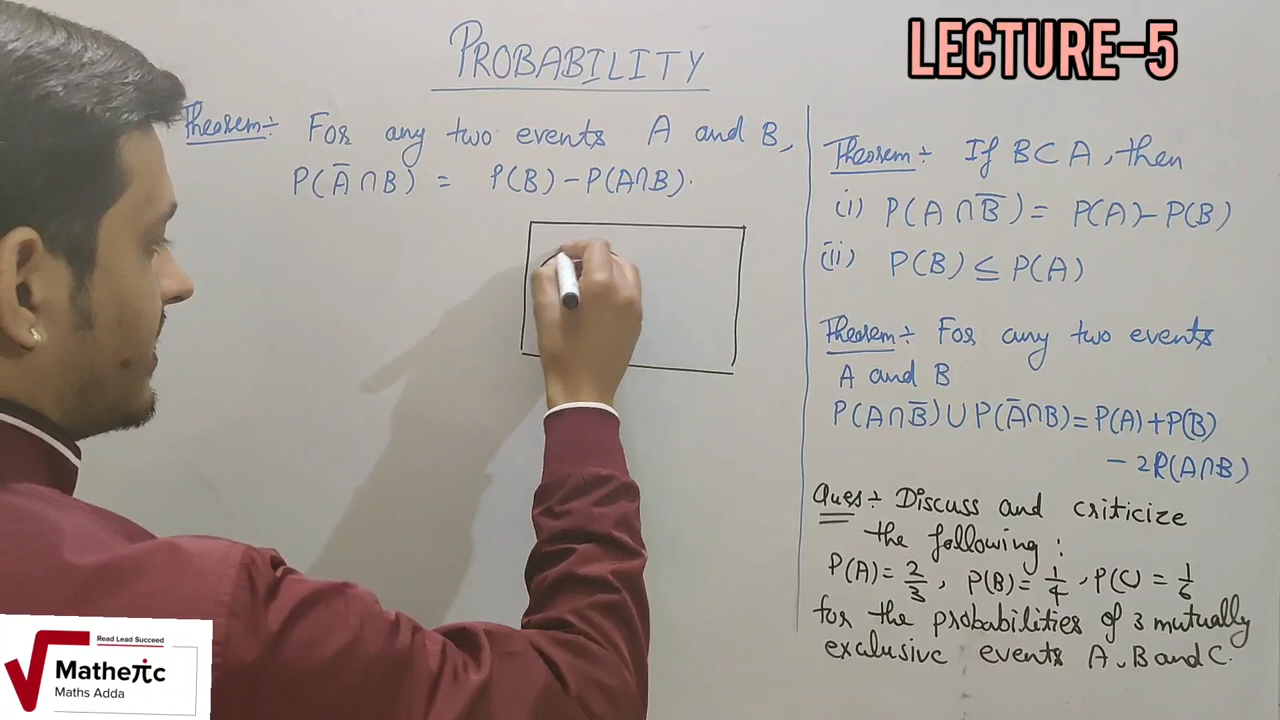 PROBABILITY
LECTURE-5
Theorem:- For any two events A and B,
P(A̅ ∩ B) = P(B) - P(A∩B).
Theorem:- If B⊂A, then
(i) P(A ∩ B̅) = P(A) - P(B)
(ii) P(B) ≤ P(A)
Theorem:- For any two events
A and B
P(A∩B̅) ∪ P(A̅∩B) = P(A) + P(B)
- 2P(A∩B)
Ques:- Discuss and criticize
the following:
P(A) = 2/3, P(B) = 1/4, P(C) = 1/6
for the probabilities of 3 mutually
exclusive events A, B and C.
Read Lead Succeed
Matheπc
Maths Adda